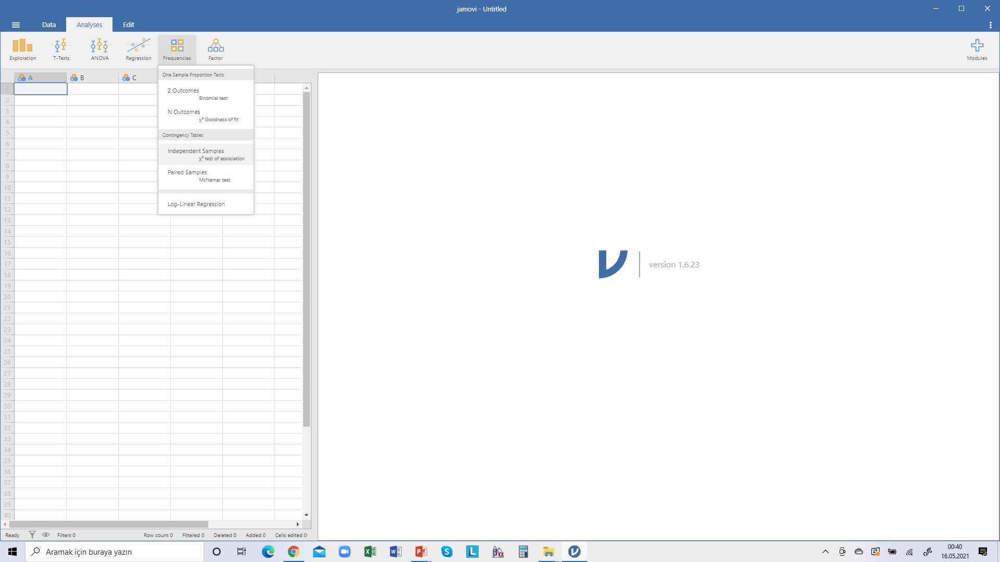 jamovi - Untitled
Data
Analyses
Edit
Exploration
T-Tests
ANOVA
Regression
Frequencies
Factor
Modules
One Sample Proportion Tests
2 Outcomes
Binomial test
N Outcomes
χ² Goodness of fit
Contingency Tables
Independent Samples
χ² test of association
Paired Samples
McNemar test
Log-Linear Regression
A
B
C
1
2
3
4
5
6
7
8
9
10
11
12
13
14
15
16
17
18
19
20
21
22
23
24
25
26
27
28
29
30
31
32
33
34
35
36
37
38
39
40
version 1.6.23
Ready
Filters 0
Row count 0
Filtered 0
Deleted 0
Added 0
Cells edited 0
Aramak için buraya yazın
00:40
16.05.2021